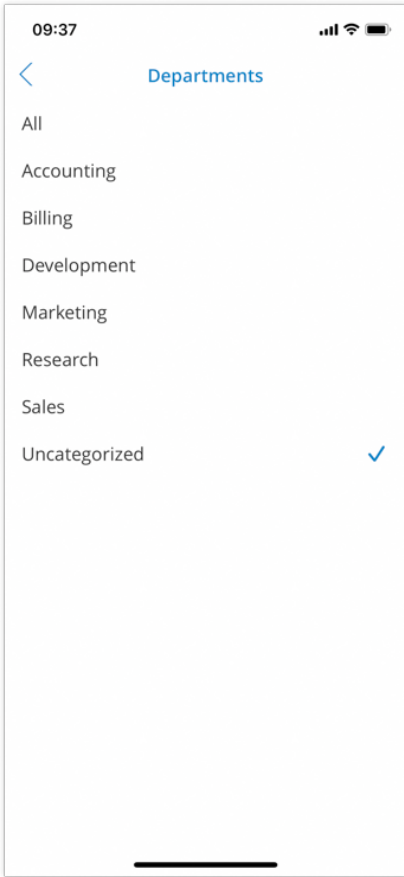 09:37
Departments
All
Accounting
Billing
Development
Marketing
Research
Sales
Uncategorized